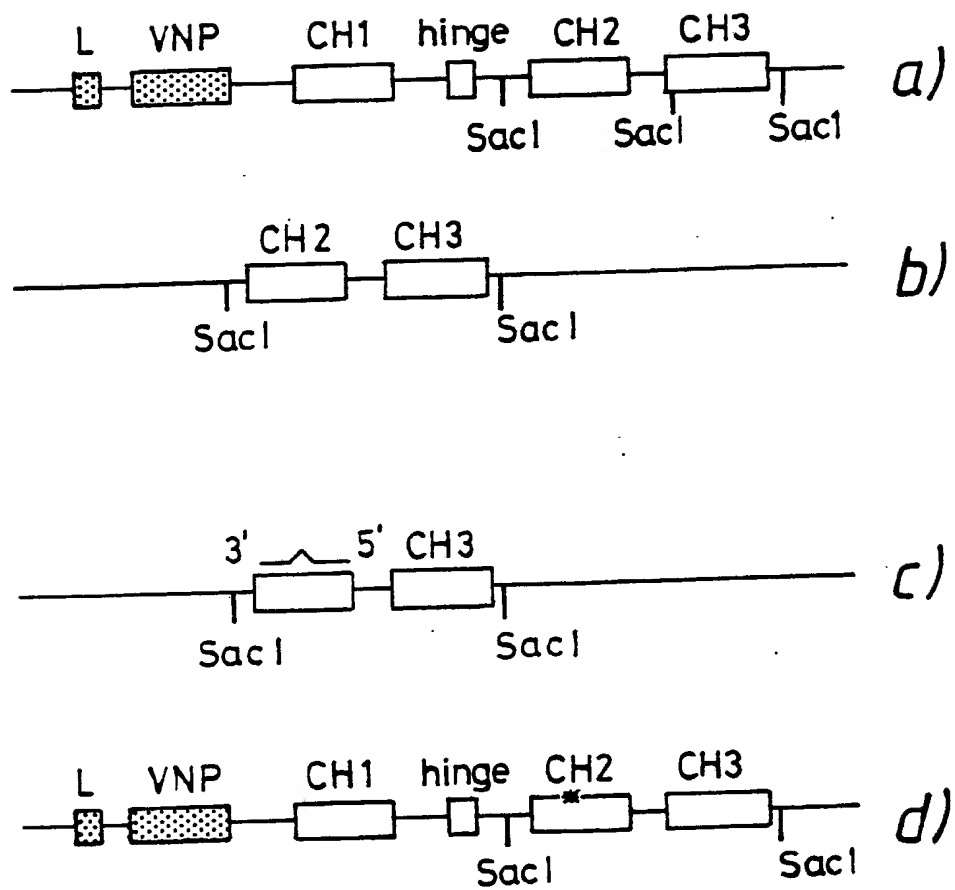 L VNP CH1 hinge CH2 CH3
a)
SacI SacI Sac1
CH2 CH3
b)
SacI SacI
3' 5' CH3
c)
SacI SacI
L VNP CH1 hinge CH2 CH3
*
d)
SacI SacI